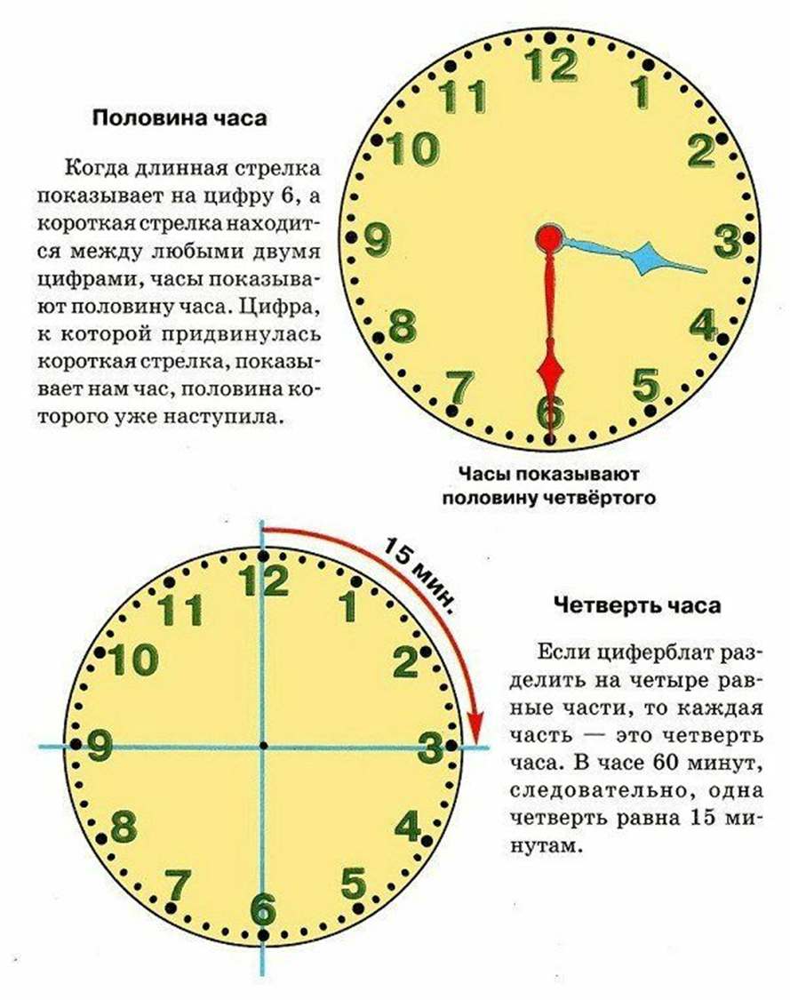 Половина часа
Когда длинная стрелка
показывает на цифру 6, а
короткая стрелка находит-
ся между любыми двумя
цифрами, часы показыва-
ют половину часа. Цифра,
к которой придвинулась
короткая стрелка, показы-
вает нам час, половина ко-
торого уже наступила.
12
1
2
3
4
5
6
7
8
9
10
11
Часы показывают
половину четвёртого
15 мин.
12
1
2
3
4
5
6
7
8
9
10
11
Четверть часа
Если циферблат раз-
делить на четыре рав-
ные части, то каждая
часть — это четверть
часа. В часе 60 минут,
следовательно, одна
четверть равна 15 ми-
нутам.